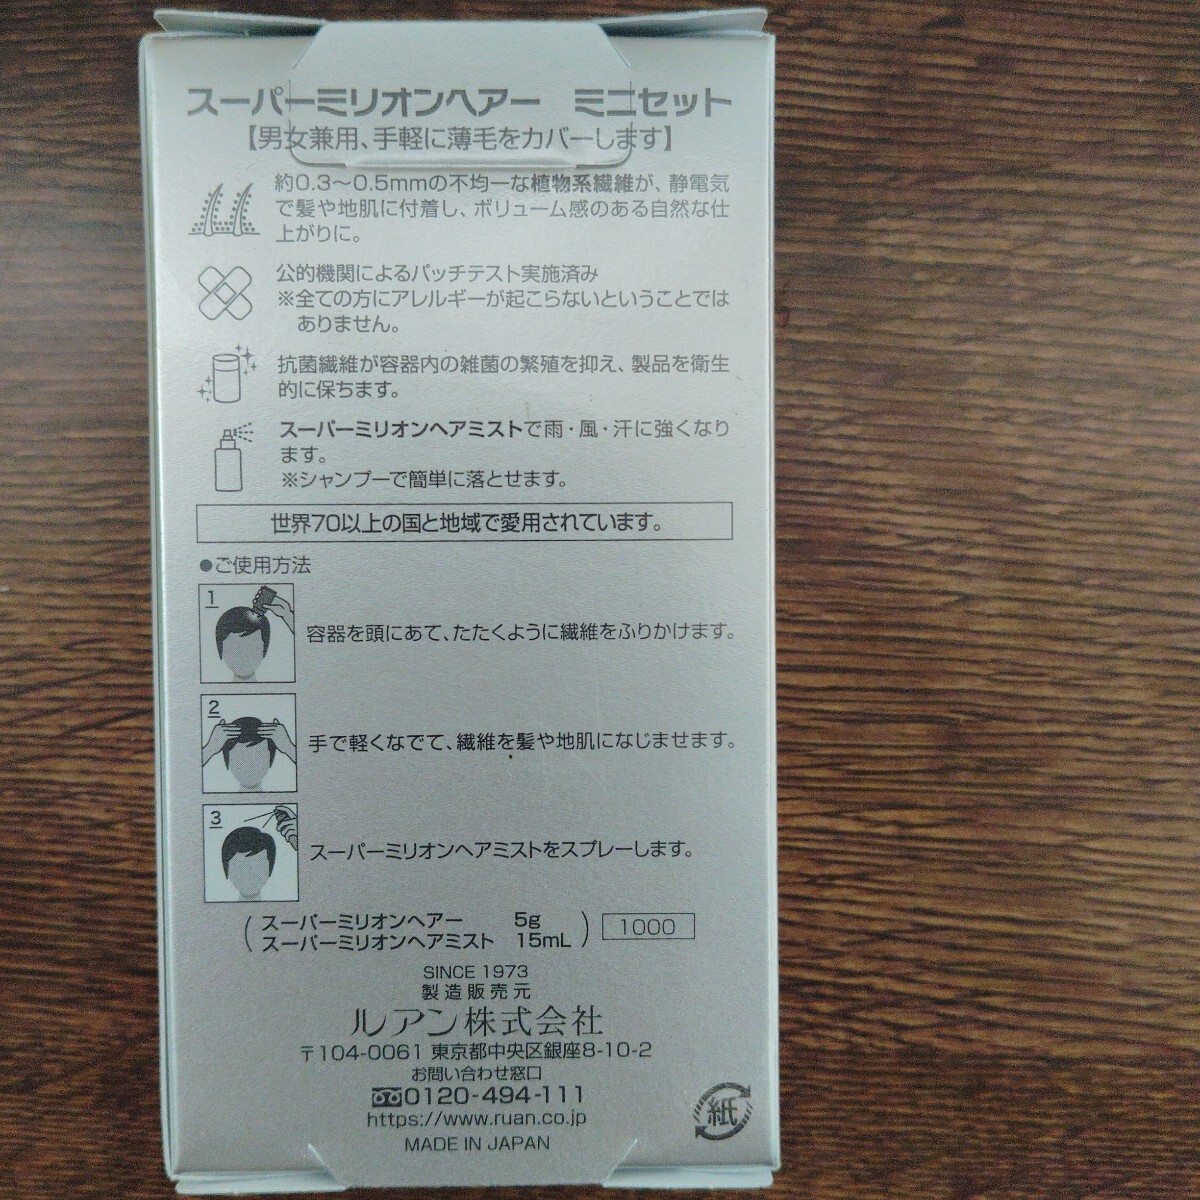 スーパーミリオンヘアー ミニセット
【男女兼用、手軽に薄毛をカバーします】
約0.3〜0.5mmの不均一な植物系繊維が、静電気
で髪や地肌に付着し、ボリューム感のある自然な仕
上がりに。
公的機関によるパッチテスト実施済み
※全ての方にアレルギーが起こらないということでは
ありません。
抗菌繊維が容器内の雑菌の繁殖を抑え、製品を衛生
的に保ちます。
スーパーミリオンヘアミストで雨・風・汗に強くなり
ます。
※シャンプーで簡単に落とせます。
世界70以上の国と地域で愛用されています。
●ご使用方法
1
容器を頭にあて、たたくように繊維をふりかけます。
2
手で軽くなでて、繊維を髪や地肌になじませます。
3
スーパーミリオンヘアミストをスプレーします。
(スーパーミリオンヘアー 5g
スーパーミリオンヘアミスト 15mL) 1000
SINCE 1973
製造販売元
ルアン株式会社
〒104-0061 東京都中央区銀座8-10-2
お問い合わせ窓口
0120-494-111
https://www.ruan.co.jp
MADE IN JAPAN
紙